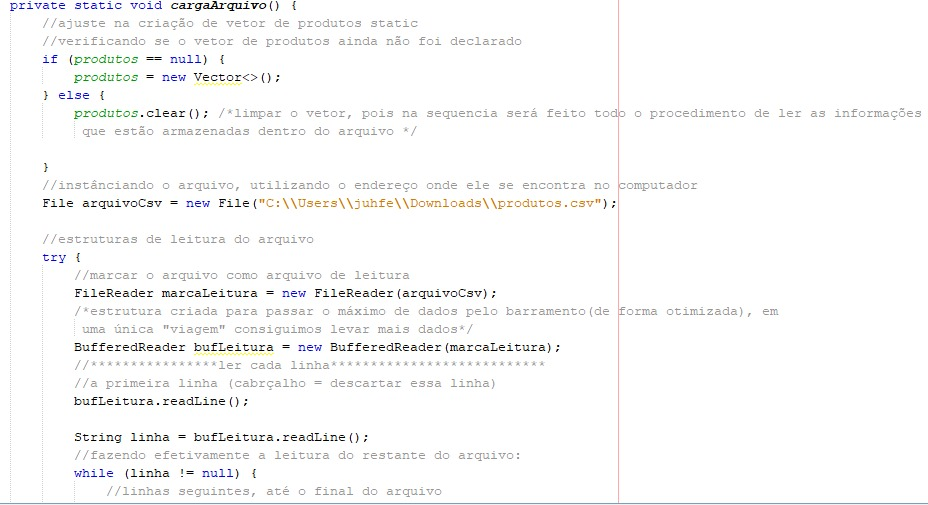 private static void cargaArquivo() {
//ajuste na criação de vetor de produtos static
//verificando se o vetor de produtos ainda não foi declarado
if (produtos == null) {
produtos = new Vector<>();
} else {
produtos.clear(); /*limpar o vetor, pois na sequencia será feito todo o procedimento de ler as informações
que estão armazenadas dentro do arquivo */
}
//instânciando o arquivo, utilizando o endereço onde ele se encontra no computador
File arquivoCsv = new File("C:\\Users\\juhfe\\Downloads\\produtos.csv");
//estruturas de leitura do arquivo
try {
//marcar o arquivo como arquivo de leitura
FileReader marcaLeitura = new FileReader(arquivoCsv);
/*estrutura criada para passar o máximo de dados pelo barramento(de forma otimizada), em
uma única "viagem" consiguimos levar mais dados*/
BufferedReader bufLeitura = new BufferedReader(marcaLeitura);
//****************ler cada linha***************************
//a primeira linha (cabrçalho = descartar essa linha)
bufLeitura.readLine();
String linha = bufLeitura.readLine();
//fazendo efetivamente a leitura do restante do arquivo:
while (linha != null) {
//linhas seguintes, até o final do arquivo